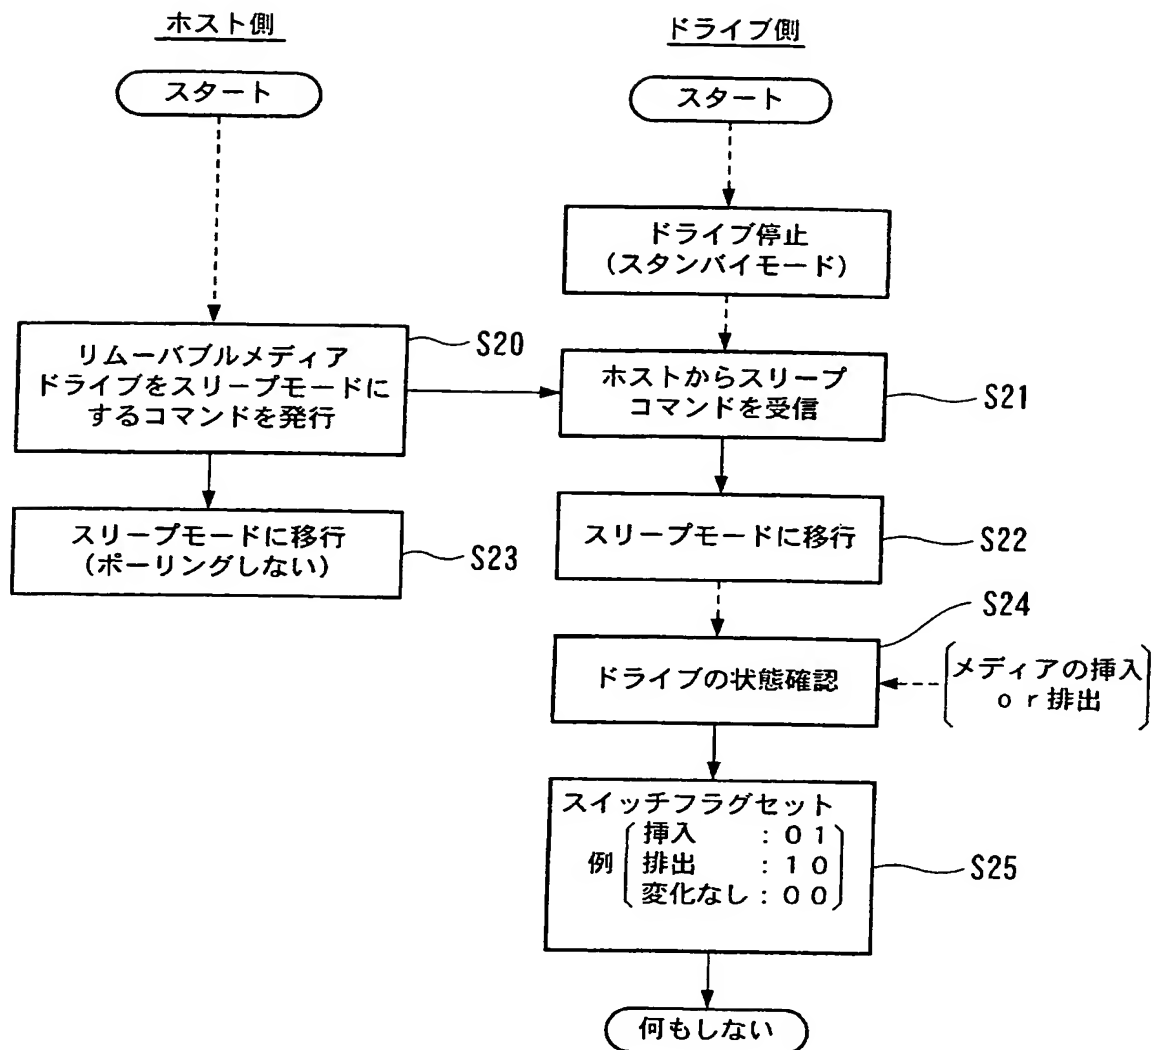 ホスト側
ドライブ側
スタート
スタート
ドライブ停止
(スタンバイモード)
リムーバブルメディア
ドライブをスリープモードに
するコマンドを発行
S20
ホストからスリープ
コマンドを受信
S21
スリープモードに移行
(ポーリングしない)
S23
スリープモードに移行
S22
S24
ドライブの状態確認
メディアの挿入
or排出
スイッチフラグセット
例
挿入 : 01
排出 : 10
変化なし : 00
S25
何もしない